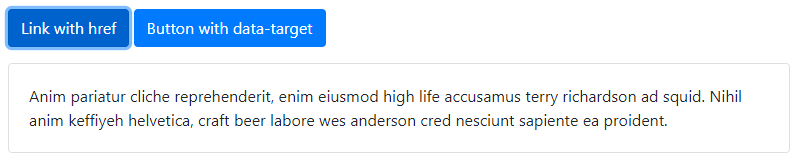 Link with href Button with data-target
Anim pariatur cliche reprehenderit, enim eiusmod high life accusamus terry richardson ad squid. Nihil
anim keffiyeh helvetica, craft beer labore wes anderson cred nesciunt sapiente ea proident.